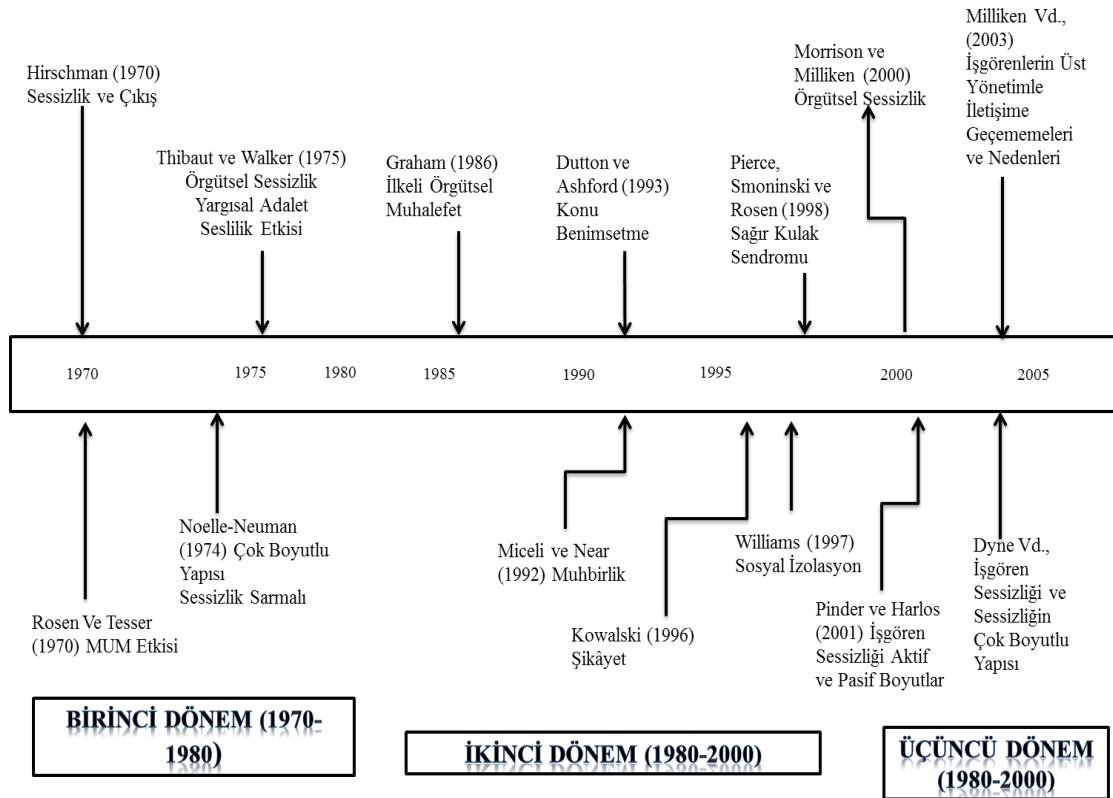 Hirschman (1970)
Sessizlik ve Çıkış
Thibaut ve Walker (1975)
Örgütsel Sessizlik
Yargısal Adalet
Seslilik Etkisi
Graham (1986)
İlkeli Örgütsel
Muhalefet
Dutton ve
Ashford (1993)
Konu
Benimsetme
Pierce,
Smoninski ve
Rosen (1998)
Sağır Kulak
Sendromu
Morrison ve
Milliken (2000)
Örgütsel Sessizlik
Milliken Vd.,
(2003)
İşgörenlerin Üst
Yönetimle
İletişime
Geçememeleri
ve Nedenleri
1970 1975 1980 1985 1990 1995 2000 2005
Rosen Ve Tesser
(1970) MUM Etkisi
Noelle-Neuman
(1974) Çok Boyutlu
Yapısı
Sessizlik Sarmalı
Miceli ve Near
(1992) Muhbirlik
Kowalski (1996)
Şikâyet
Williams (1997)
Sosyal İzolasyon
Pinder ve Harlos
(2001) İşgören
Sessizliği Aktif
ve Pasif Boyutlar
Dyne Vd.,
İşgören
Sessizliği ve
Sessizliğin
Çok Boyutlu
Yapısı
BİRİNCİ DÖNEM (1970-
1980)
İKİNCİ DÖNEM (1980-2000)
ÜÇÜNCÜ DÖNEM
(1980-2000)